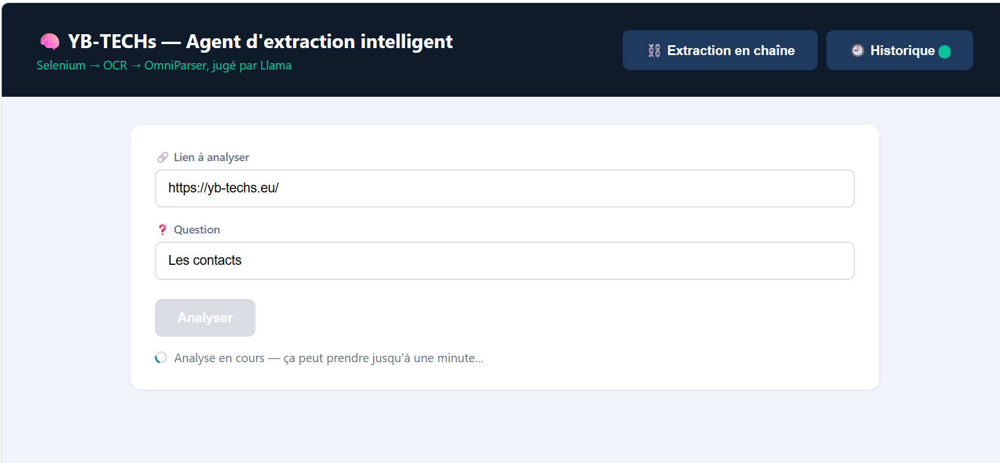 YB-TECHs — Agent d'extraction intelligent
Selenium → OCR → OmniParser, jugé par Llama
Extraction en chaîne
Historique
Lien à analyser
https://yb-techs.eu/
Question
Les contacts
Analyser
Analyse en cours — ça peut prendre jusqu'à une minute...